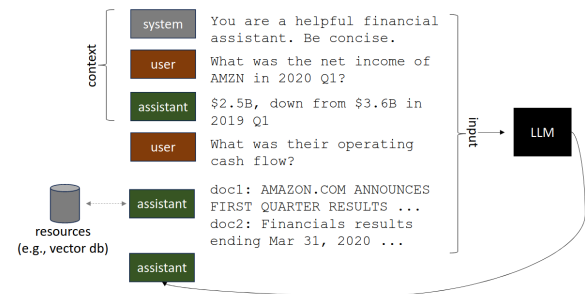 system
You are a helpful financial
assistant. Be concise.
context
user
What was the net income of
AMZN in 2020 Q1?
assistant
$2.5B, down from $3.6B in
2019 Q1
user
What was their operating
cash flow?
input
LLM
resources
(e.g., vector db)
assistant
doc1: AMAZON.COM ANNOUNCES
FIRST QUARTER RESULTS ...
doc2: Financials results
ending Mar 31, 2020 ...
assistant